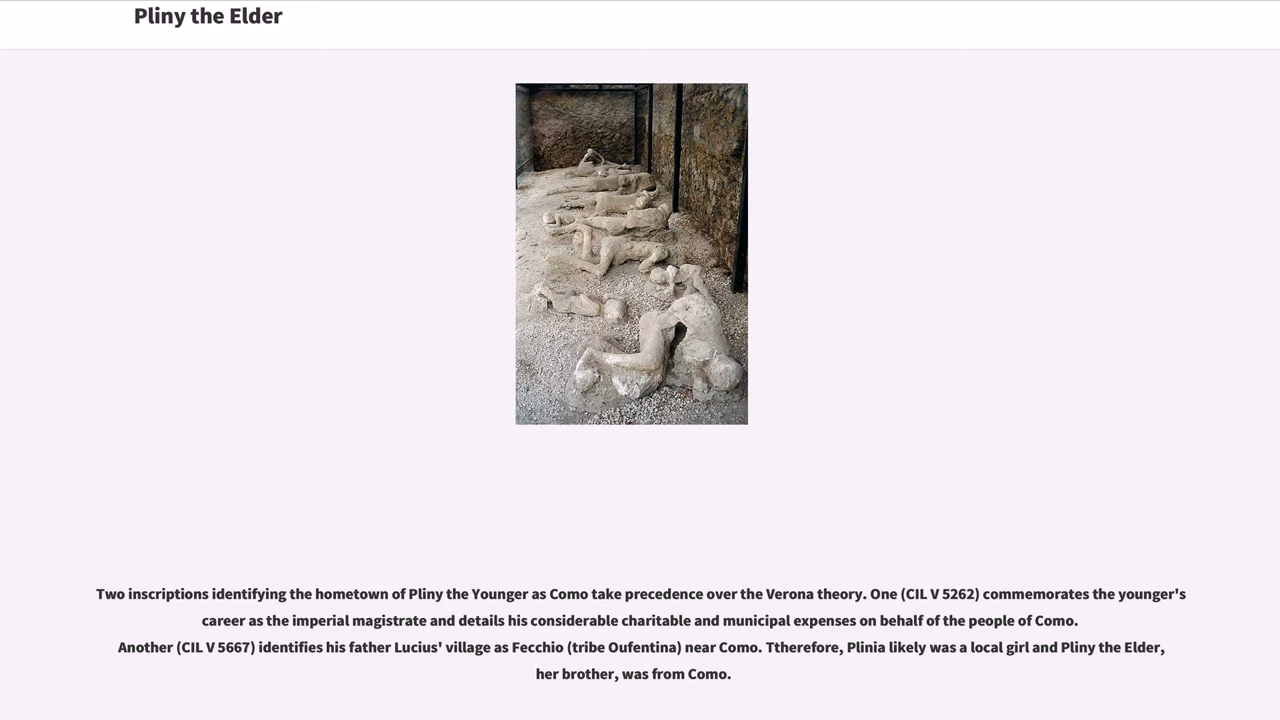 Pliny the Elder
Two inscriptions identifying the hometown of Pliny the Younger as Como take precedence over the Verona theory. One (CIL V 5262) commemorates the younger's
career as the imperial magistrate and details his considerable charitable and municipal expenses on behalf of the people of Como.
Another (CIL V 5667) identifies his father Lucius' village as Fecchio (tribe Oufentina) near Como. Ttherefore, Plinia likely was a local girl and Pliny the Elder,
her brother, was from Como.